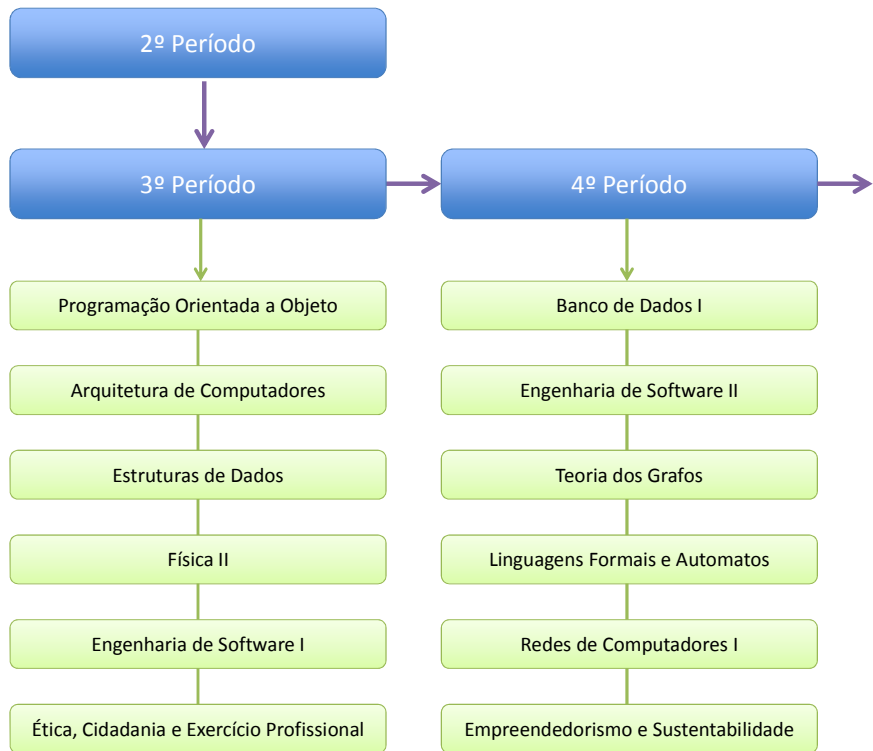 2º Período
3º Período
4º Período
Programação Orientada a Objeto
Arquitetura de Computadores
Estruturas de Dados
Física II
Engenharia de Software I
Ética, Cidadania e Exercício Profissional
Banco de Dados I
Engenharia de Software II
Teoria dos Grafos
Linguagens Formais e Automatos
Redes de Computadores I
Empreendedorismo e Sustentabilidade